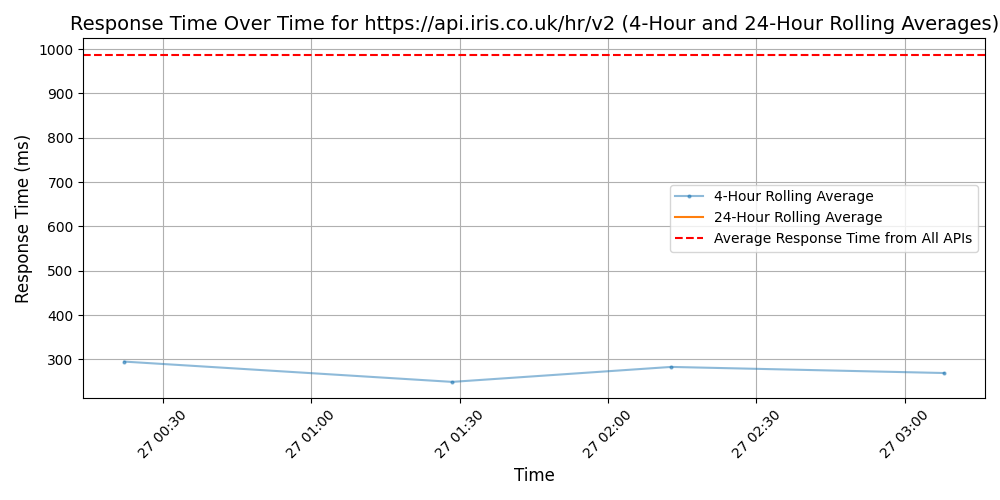 Response Time Over Time for https://api.iris.co.uk/hr/v2 (4-Hour and 24-Hour Rolling Averages)
Response Time (ms)
1000
900
800
700
600
500
400
300
4-Hour Rolling Average
24-Hour Rolling Average
Average Response Time from All APIs
27 00:30
27 01:00
27 01:30
27 02:00
27 02:30
27 03:00
Time